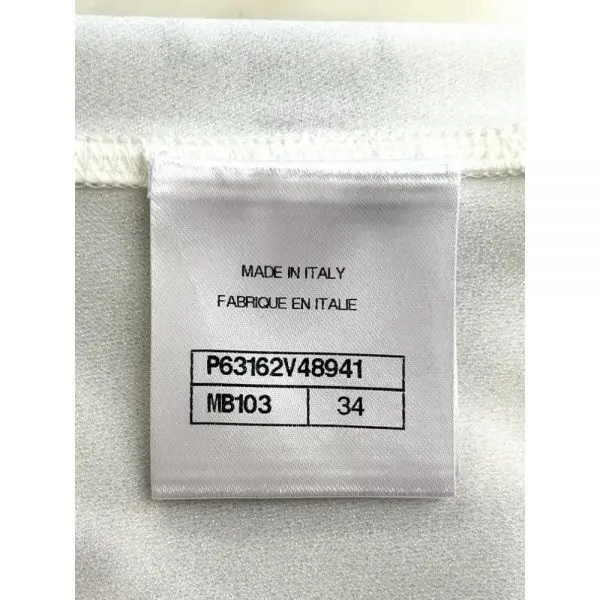 MADE IN ITALY
FABRIQUE EN ITALIE
P63162V48941
MB103 34